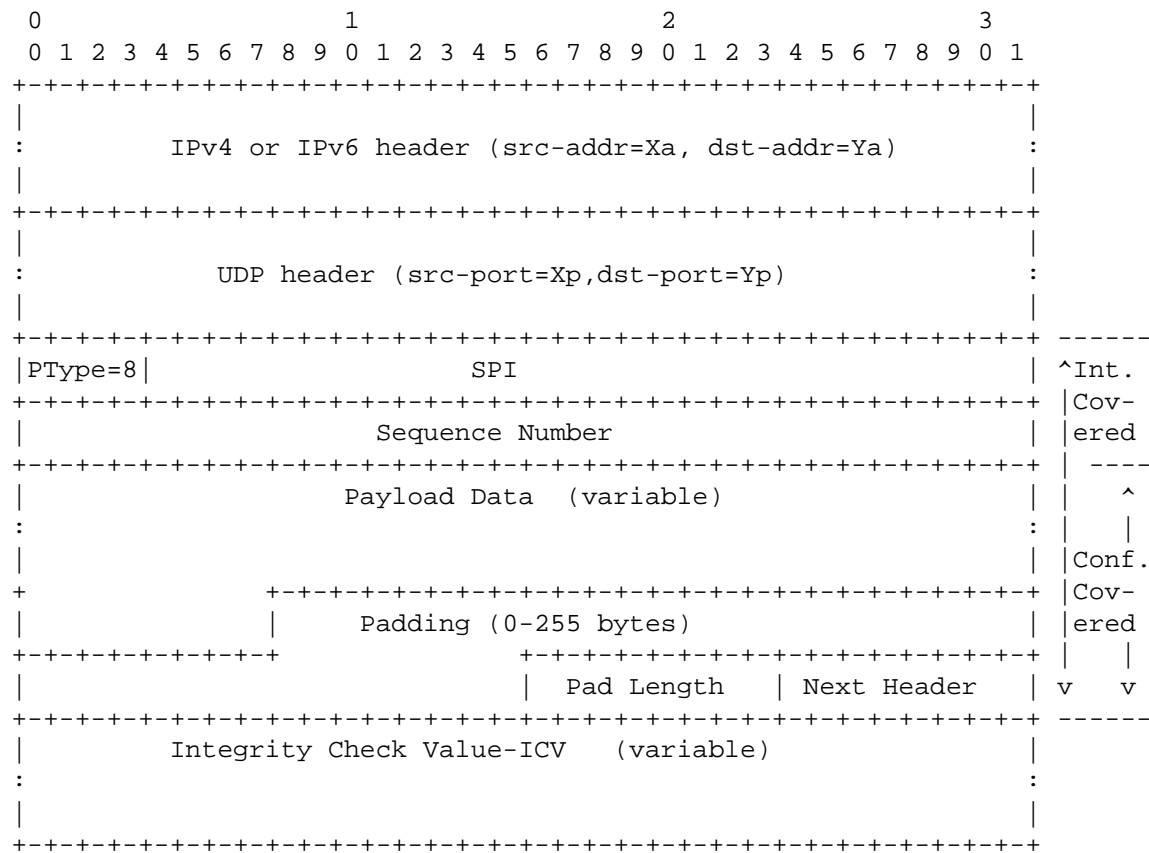 0                   1                   2                   3
 0 1 2 3 4 5 6 7 8 9 0 1 2 3 4 5 6 7 8 9 0 1 2 3 4 5 6 7 8 9 0 1
+-+-+-+-+-+-+-+-+-+-+-+-+-+-+-+-+-+-+-+-+-+-+-+-+-+-+-+-+-+-+-+-+
|                                                               |
:         IPv4 or IPv6 header (src-addr=Xa, dst-addr=Ya)        :
|                                                               |
+-+-+-+-+-+-+-+-+-+-+-+-+-+-+-+-+-+-+-+-+-+-+-+-+-+-+-+-+-+-+-+-+
|                                                               |
:            UDP header (src-port=Xp,dst-port=Yp)               :
|                                                               |
+-+-+-+-+-+-+-+-+-+-+-+-+-+-+-+-+-+-+-+-+-+-+-+-+-+-+-+-+-+-+-+-+ ------
|PType=8|                    SPI                                | ^Int.
+-+-+-+-+-+-+-+-+-+-+-+-+-+-+-+-+-+-+-+-+-+-+-+-+-+-+-+-+-+-+-+-+ |Cov-
|                      Sequence Number                          | |ered
+-+-+-+-+-+-+-+-+-+-+-+-+-+-+-+-+-+-+-+-+-+-+-+-+-+-+-+-+-+-+-+-+ | ----
|                    Payload Data  (variable)                   | |   ^
:                                                               : |   |
|                                                               | |Conf.
+               +-+-+-+-+-+-+-+-+-+-+-+-+-+-+-+-+-+-+-+-+-+-+-+-+ |Cov-
|               |     Padding (0-255 bytes)                     | |ered
+-+-+-+-+-+-+-+-+               +-+-+-+-+-+-+-+-+-+-+-+-+-+-+-+-+ |   |
|                               |  Pad Length   | Next Header   | v   v
+-+-+-+-+-+-+-+-+-+-+-+-+-+-+-+-+-+-+-+-+-+-+-+-+-+-+-+-+-+-+-+-+ ------
|         Integrity Check Value-ICV   (variable)                |
:                                                               :
|                                                               |
+-+-+-+-+-+-+-+-+-+-+-+-+-+-+-+-+-+-+-+-+-+-+-+-+-+-+-+-+-+-+-+-+